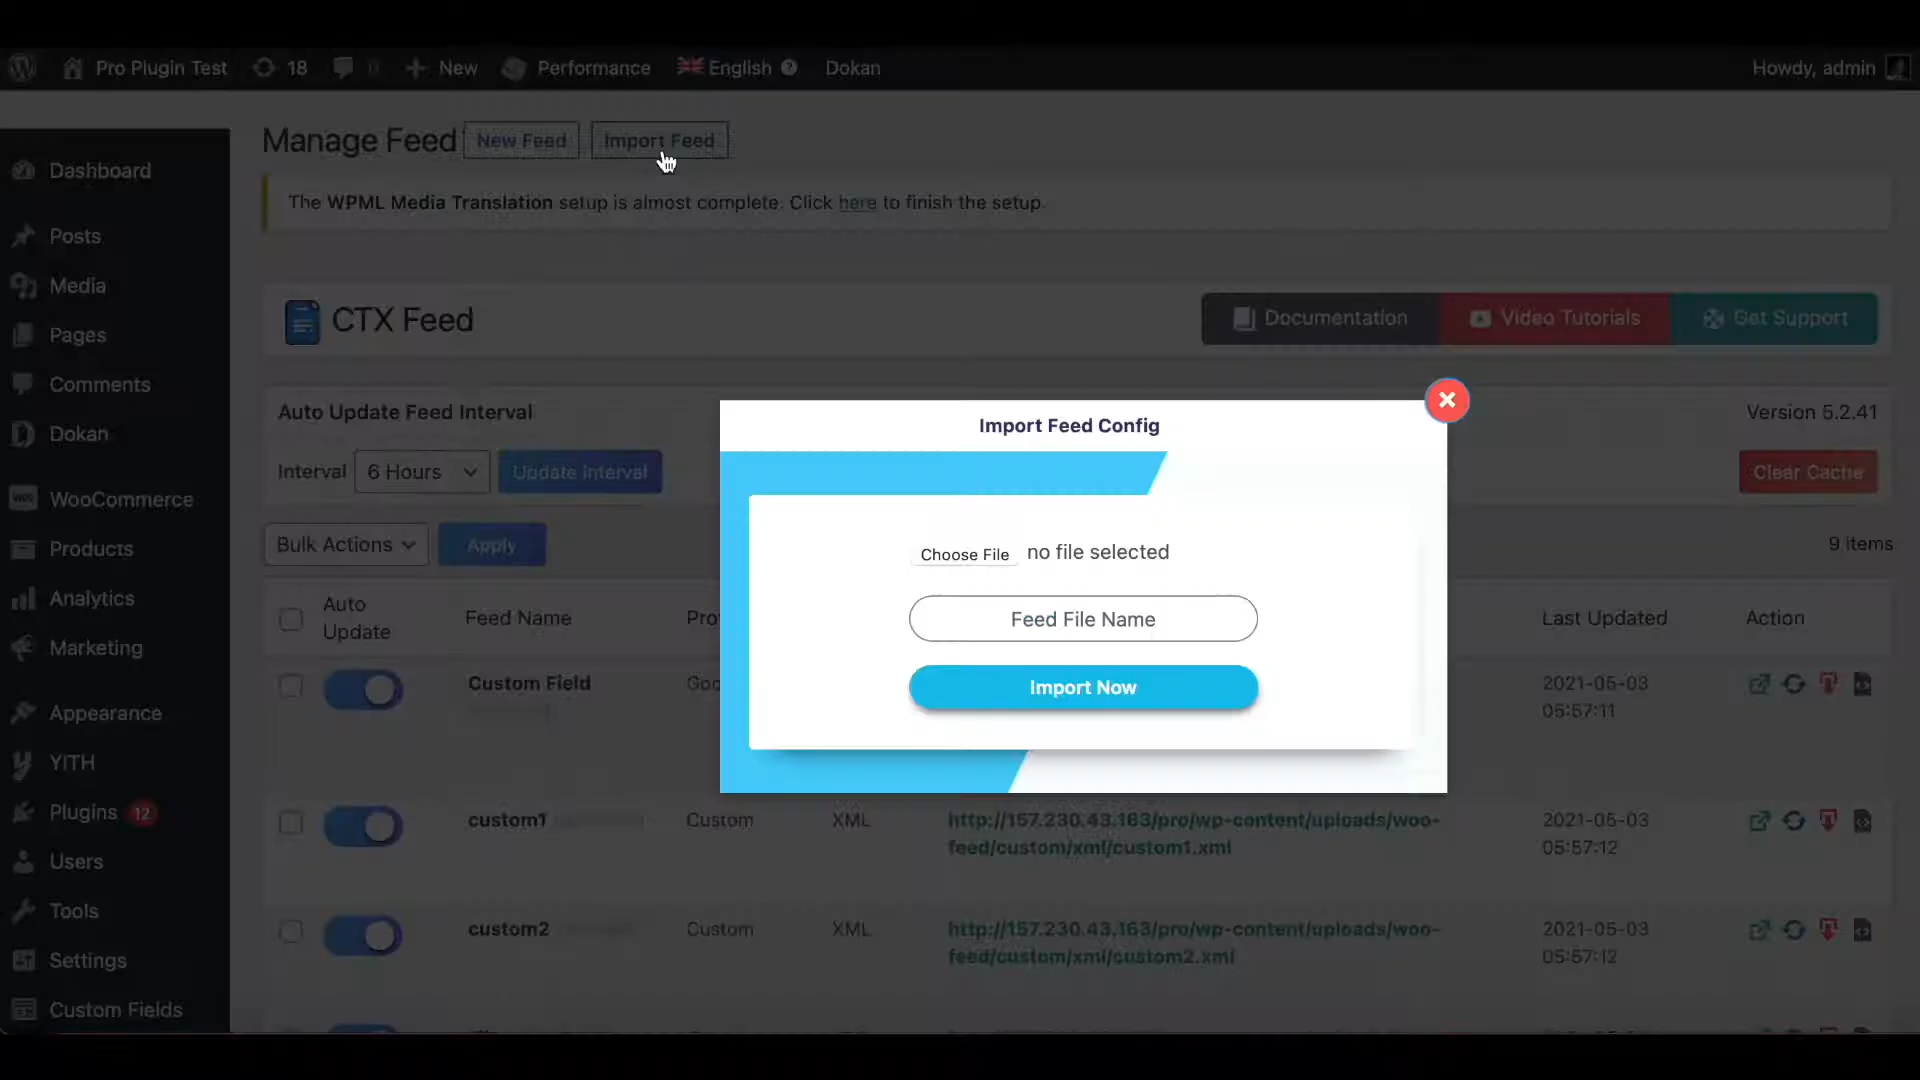 Pro Plugin Test 18 0 New Performance English Dokan Howdy, admin
Manage Feed New Feed Import Feed
The WPML Media Translation setup is almost complete. Click here to finish the setup.
Dashboard
Posts
Media
Pages
Comments
Dokan
WooCommerce
Products
Analytics
Marketing
Appearance
YITH
Plugins 12
Users
Tools
Settings
Custom Fields
CTX Feed Documentation Video Tutorials Get Support
Auto Update Feed Interval Version 5.2.41
Interval 6 Hours Update Interval Clear Cache
Bulk Actions Apply 9 items
Import Feed Config
Choose File no file selected
Feed File Name
Import Now
Auto
Update
Feed Name Last Updated Action
Custom Field 2021-05-03
05:57:11
custom1 Custom XML http://157.230.43.163/pro/wp-content/uploads/woo- 2021-05-03
feed/custom/xml/custom1.xml 05:57:12
custom2 Custom XML http://157.230.43.163/pro/wp-content/uploads/woo- 2021-05-03
feed/custom/xml/custom2.xml 05:57:12